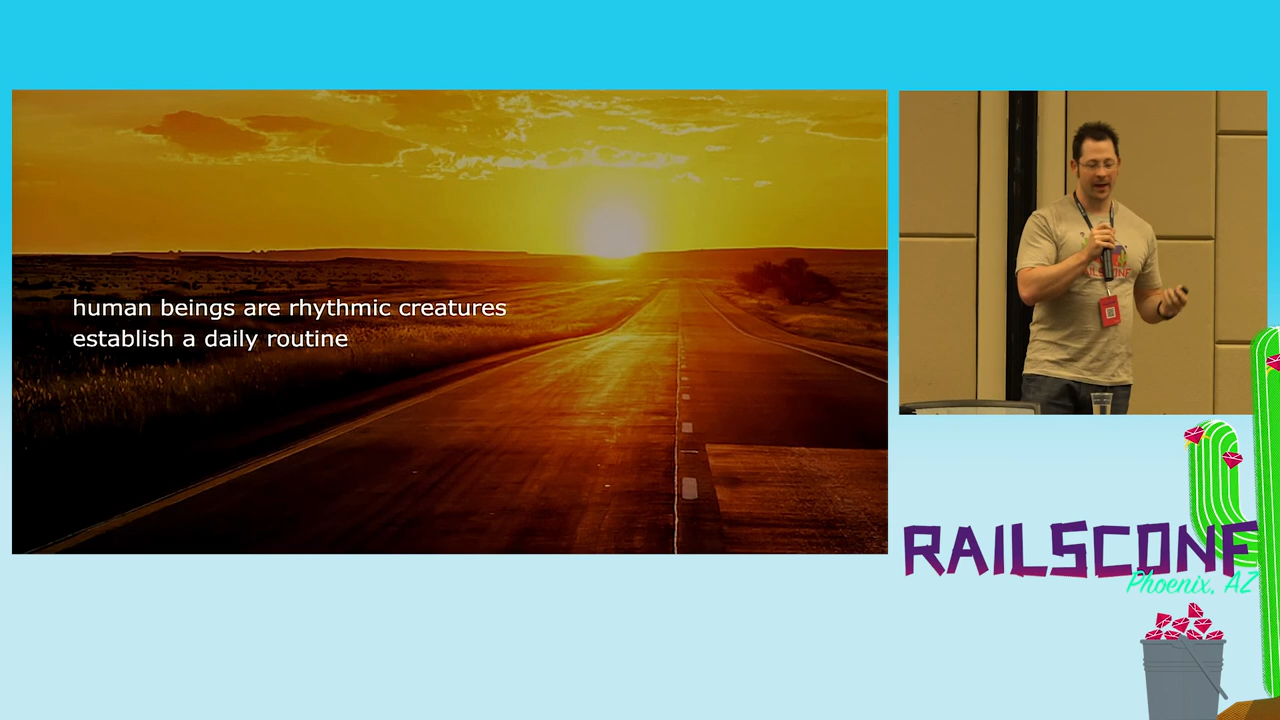 human beings are rhythmic creatures
establish a daily routine
RAILSCONF
Phoenix, AZ